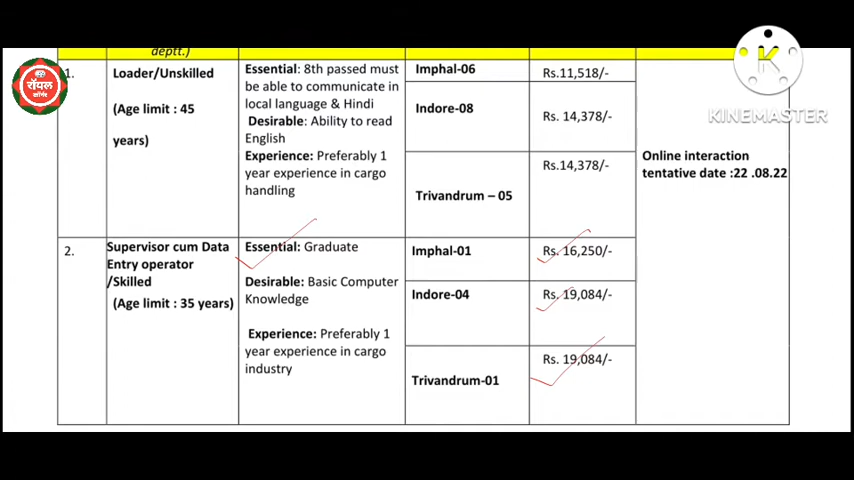 deptt.)
1.
Loader/Unskilled
(Age limit : 45
years)
Essential: 8th passed must
be able to communicate in
local language & Hindi
Desirable: Ability to read
English
Experience: Preferably 1
year experience in cargo
handling
Imphal-06
Rs.11,518/-
Indore-08
Rs. 14,378/-
Trivandrum – 05
Rs.14,378/-
Online interaction
tentative date :22 .08.22
2.
Supervisor cum Data
Entry operator
/Skilled
(Age limit : 35 years)
Essential: Graduate
Desirable: Basic Computer
Knowledge
Experience: Preferably 1
year experience in cargo
industry
Imphal-01
Rs. 16,250/-
Indore-04
Rs. 19,084/-
Trivandrum-01
Rs. 19,084/-
रॉयल
K
KINEMASTER